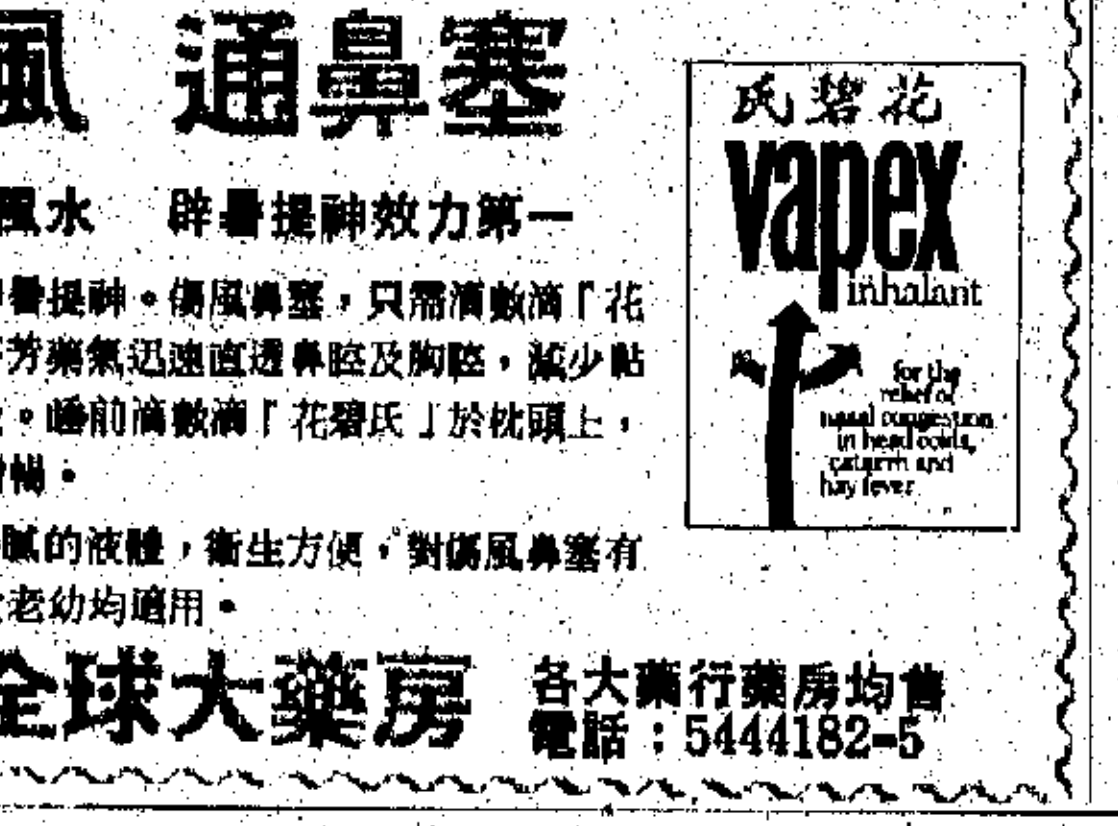 風 通鼻塞
風水 辟暑提神效力第一
暑提神。傷風鼻塞，只需滴數滴「花
芳藥氣迅速直透鼻腔及胸腔，減少黏
。睡前滴數滴「花碧氏」於枕頭上，
暢。
膩的液體，衞生方便，對傷風鼻塞有
老幼均適用。
全球大藥房
各大藥行藥房均售
電話：5444182-5
氏碧花
vapex
inhalant
for the
relief of
nasal congestion
in head colds,
catarrh and
hay fever